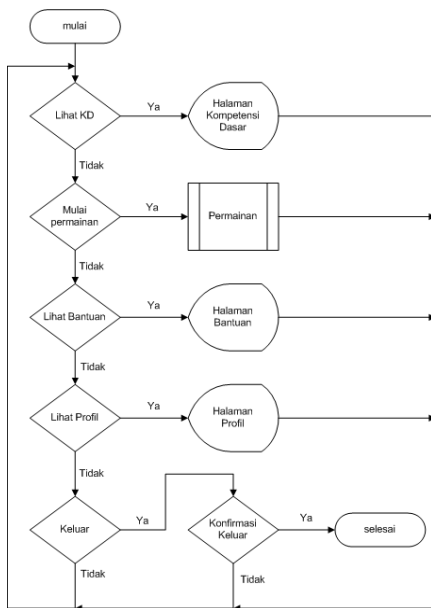 mulai
Lihat KD
Ya
Halaman
Kompetensi
Dasar
Tidak
Mulai
permainan
Ya
Permainan
Tidak
Lihat Bantuan
Ya
Halaman
Bantuan
Tidak
Lihat Profil
Ya
Halaman
Profil
Tidak
Keluar
Ya
Konfirmasi
Keluar
Ya
selesai
Tidak
Tidak